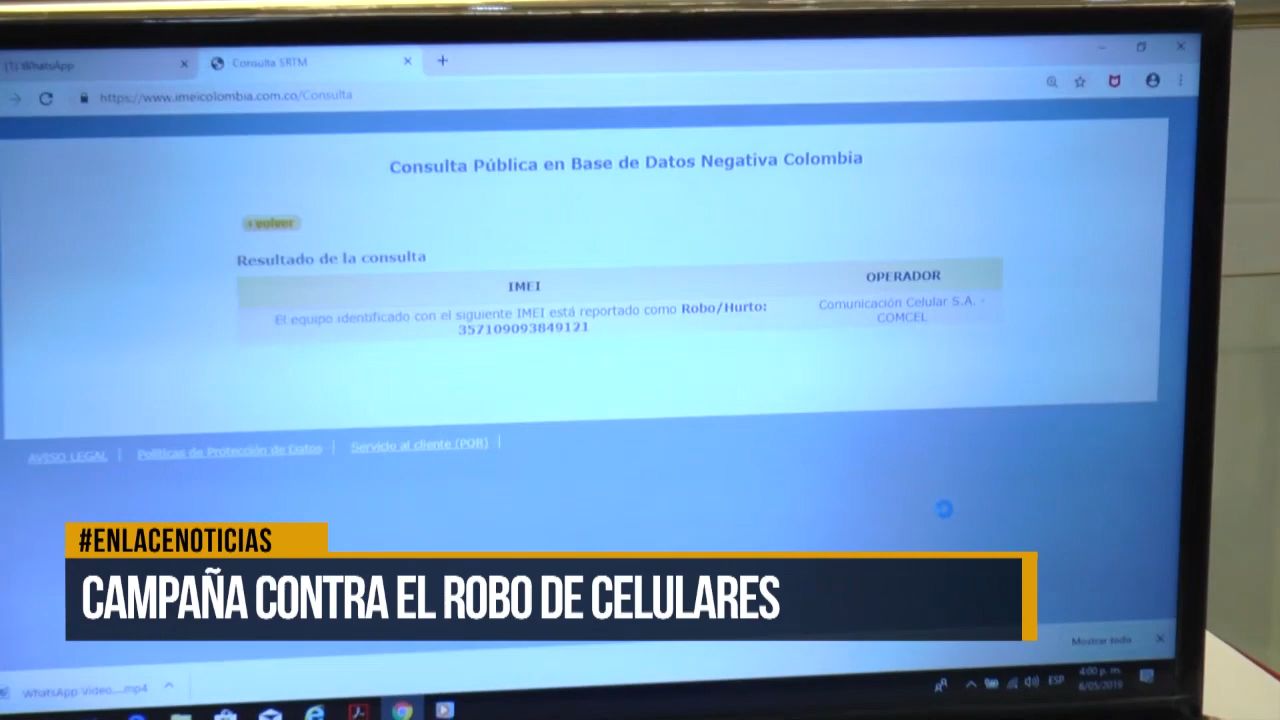 (1) WhatsApp
Consulta SRTM
https://www.imeicolombia.com.co/Consulta
Consulta Pública en Base de Datos Negativa Colombia
volver
Resultado de la consulta
IMEI
OPERADOR
El equipo identificado con el siguiente IMEI está reportado como Robo/Hurto:
357109093849121
Comunicación Celular S.A. -
COMCEL
AVISO LEGAL | Políticas de Protección de Datos | Servicio al cliente (PQR) |
#ENLACENOTICIAS
CAMPAÑA CONTRA EL ROBO DE CELULARES
Mostrar todo
WhatsApp Video....mp4
ESP
4:00 p. m.
6/05/2019